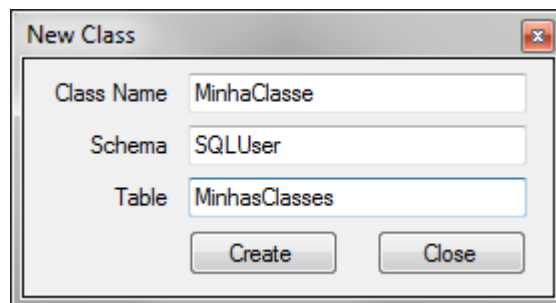 New Class
Class Name MinhaClasse
Schema SQLUser
Table MinhasClasses
Create Close